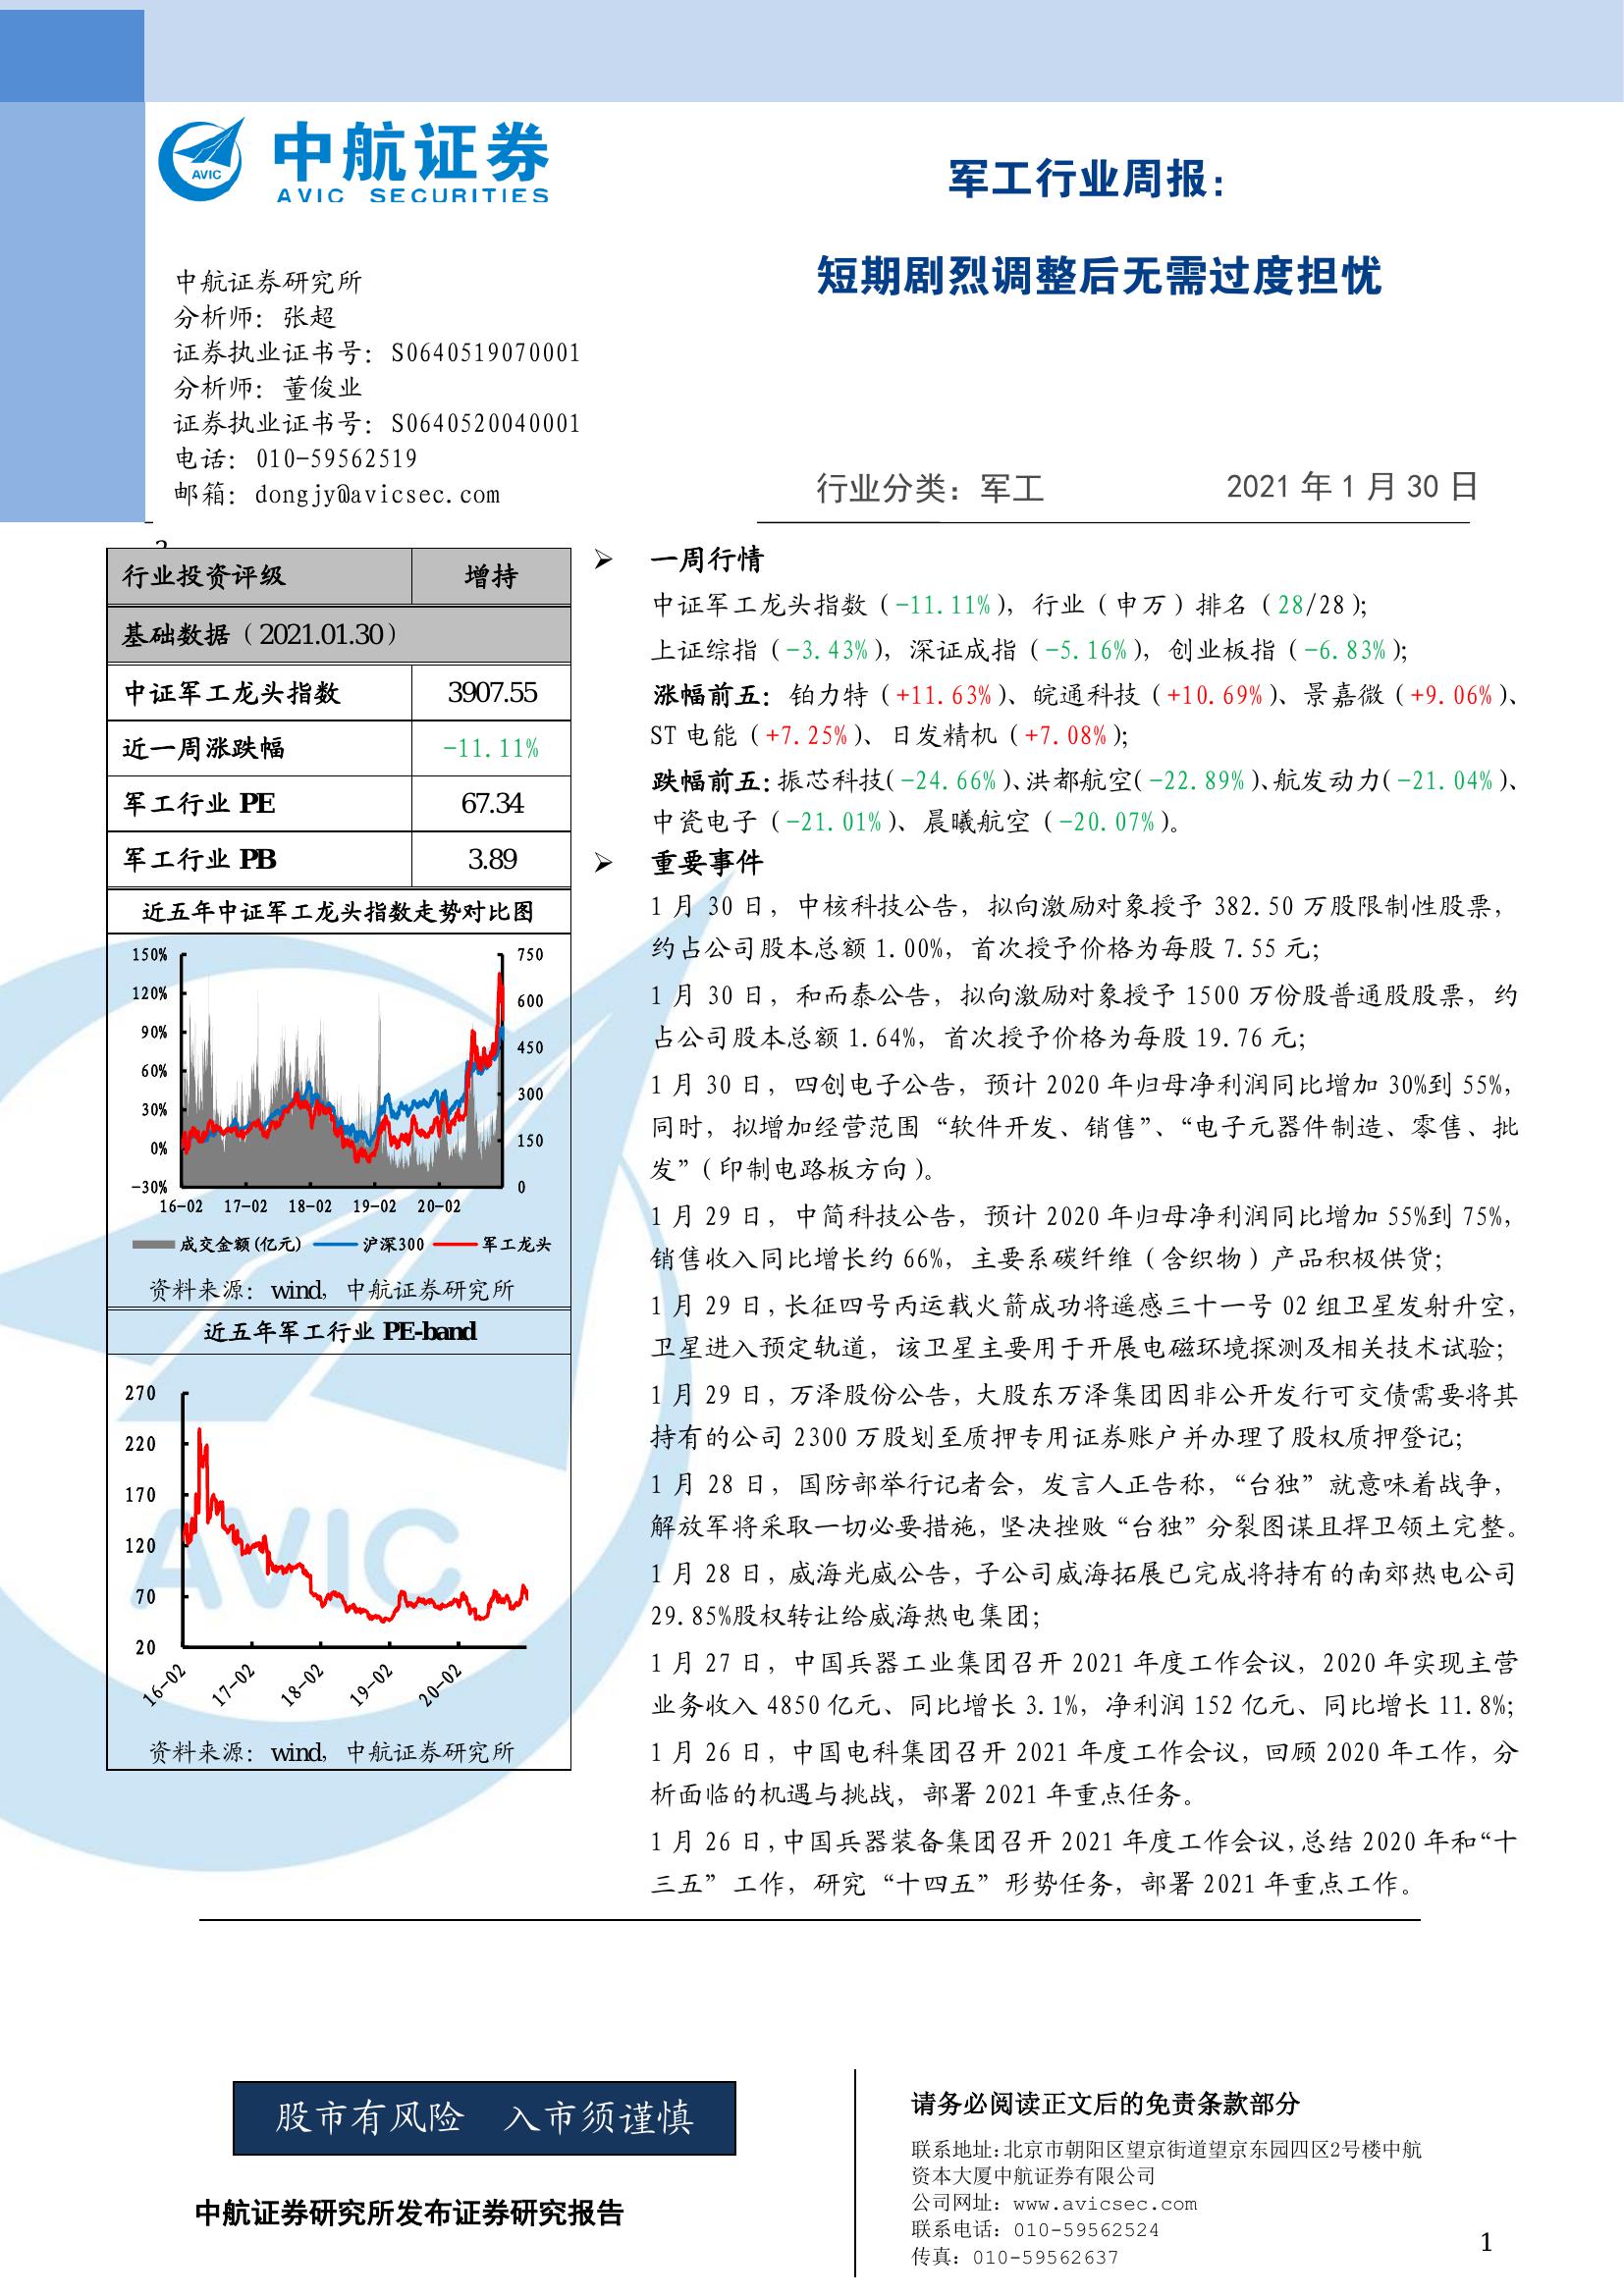 中航证券
AVIC SECURITIES
AVIC
军工行业周报：
短期剧烈调整后无需过度担忧
中航证券研究所
分析师：张超
证券执业证书号：S0640519070001
分析师：董俊业
证券执业证书号：S0640520040001
电话：010-59562519
邮箱：dongjy@avicsec.com
行业分类：军工 2021 年 1 月 30 日
行业投资评级 增持
基础数据（2021.01.30）
中证军工龙头指数 3907.55
近一周涨跌幅 -11.11%
军工行业 PE 67.34
军工行业 PB 3.89
近五年中证军工龙头指数走势对比图
150% 750
120% 600
90% 450
60% 300
30% 150
0%
-30% 0
16-02 17-02 18-02 19-02 20-02
成交金额(亿元) 沪深300 军工龙头
资料来源：wind，中航证券研究所
近五年军工行业 PE-band
270
220
170
120
70
20
16-02 17-02 18-02 19-02 20-02
资料来源：wind，中航证券研究所
AVIC
➢ 一周行情
中证军工龙头指数（-11.11%），行业（申万）排名（28/28）；
上证综指（-3.43%），深证成指（-5.16%），创业板指（-6.83%）；
涨幅前五：铂力特（+11.63%）、皖通科技（+10.69%）、景嘉微（+9.06%）、
ST 电能（+7.25%）、日发精机（+7.08%）；
跌幅前五：振芯科技（-24.66%）、洪都航空（-22.89%）、航发动力（-21.04%）、
中瓷电子（-21.01%）、晨曦航空（-20.07%）。
➢ 重要事件
1 月 30 日，中核科技公告，拟向激励对象授予 382.50 万股限制性股票，
约占公司股本总额 1.00%，首次授予价格为每股 7.55 元；
1 月 30 日，和而泰公告，拟向激励对象授予 1500 万份股普通股股票，约
占公司股本总额 1.64%，首次授予价格为每股 19.76 元；
1 月 30 日，四创电子公告，预计 2020 年归母净利润同比增加 30%到 55%，
同时，拟增加经营范围“软件开发、销售”、“电子元器件制造、零售、批
发”（印制电路板方向）。
1 月 29 日，中简科技公告，预计 2020 年归母净利润同比增加 55%到 75%，
销售收入同比增长约 66%，主要系碳纤维（含织物）产品积极供货；
1 月 29 日，长征四号丙运载火箭成功将遥感三十一号 02 组卫星发射升空，
卫星进入预定轨道，该卫星主要用于开展电磁环境探测及相关技术试验；
1 月 29 日，万泽股份公告，大股东万泽集团因非公开发行可交债需要将其
持有的公司 2300 万股划至质押专用证券账户并办理了股权质押登记；
1 月 28 日，国防部举行记者会，发言人正告称，“台独”就意味着战争，
解放军将采取一切必要措施，坚决挫败“台独”分裂图谋且捍卫领土完整。
1 月 28 日，威海光威公告，子公司威海拓展已完成将持有的南郊热电公司
29.85%股权转让给威海热电集团；
1 月 27 日，中国兵器工业集团召开 2021 年度工作会议，2020 年实现主营
业务收入 4850 亿元、同比增长 3.1%，净利润 152 亿元、同比增长 11.8%；
1 月 26 日，中国电科集团召开 2021 年度工作会议，回顾 2020 年工作，分
析面临的机遇与挑战，部署 2021 年重点任务。
1 月 26 日，中国兵器装备集团召开 2021 年度工作会议，总结 2020 年和“十
三五”工作，研究“十四五”形势任务，部署 2021 年重点工作。
股市有风险 入市须谨慎
中航证券研究所发布证券研究报告
请务必阅读正文后的免责条款部分
联系地址：北京市朝阳区望京街道望京东园四区2号楼中航
资本大厦中航证券有限公司
公司网址：www.avicsec.com
联系电话：010-59562524
传真：010-59562637
1